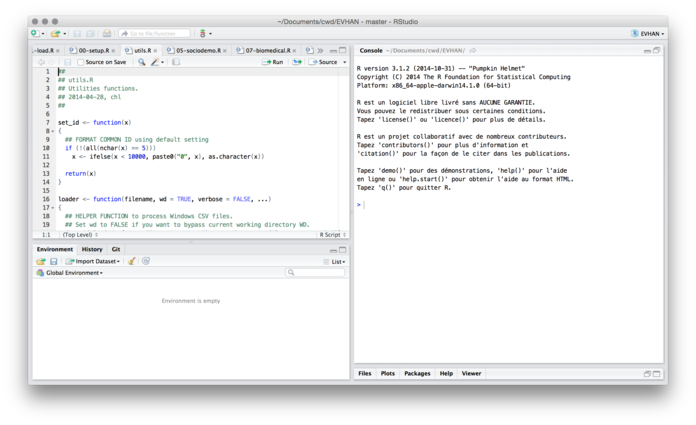 ~/Documents/cwd/EVHAN - master - RStudio
Go to file/function
EVHAN
-load.R
00-setup.R
utils.R
05-sociodemo.R
07-biomedical.R
Source on Save
Run
Source
1 ##
2 ## utils.R
3 ## Utilities functions.
4 ## 2014-04-28, chl
5 ##
6
7 set_id <- function(x)
8 {
9 ## FORMAT COMMON ID using default setting
10 if (!(all(nchar(x) == 5)))
11 x <- ifelse(x < 10000, paste0("0", x), as.character(x))
12
13 return(x)
14 }
15
16 loader <- function(filename, wd = TRUE, verbose = FALSE, ...)
17 {
18 ## HELPER FUNCTION to process Windows CSV files.
19 ## Set wd to FALSE if you want to bypass current working directory WD.
1:1 (Top Level) R Script
Environment History Git
Import Dataset
List
Global Environment
Environment is empty
Console ~/Documents/cwd/EVHAN/
R version 3.1.2 (2014-10-31) -- "Pumpkin Helmet"
Copyright (C) 2014 The R Foundation for Statistical Computing
Platform: x86_64-apple-darwin14.1.0 (64-bit)
R est un logiciel libre livré sans AUCUNE GARANTIE.
Vous pouvez le redistribuer sous certaines conditions.
Tapez 'license()' ou 'licence()' pour plus de détails.
R est un projet collaboratif avec de nombreux contributeurs.
Tapez 'contributors()' pour plus d'information et
'citation()' pour la façon de le citer dans les publications.
Tapez 'demo()' pour des démonstrations, 'help()' pour l'aide
en ligne ou 'help.start()' pour obtenir l'aide au format HTML.
Tapez 'q()' pour quitter R.
>
Files Plots Packages Help Viewer